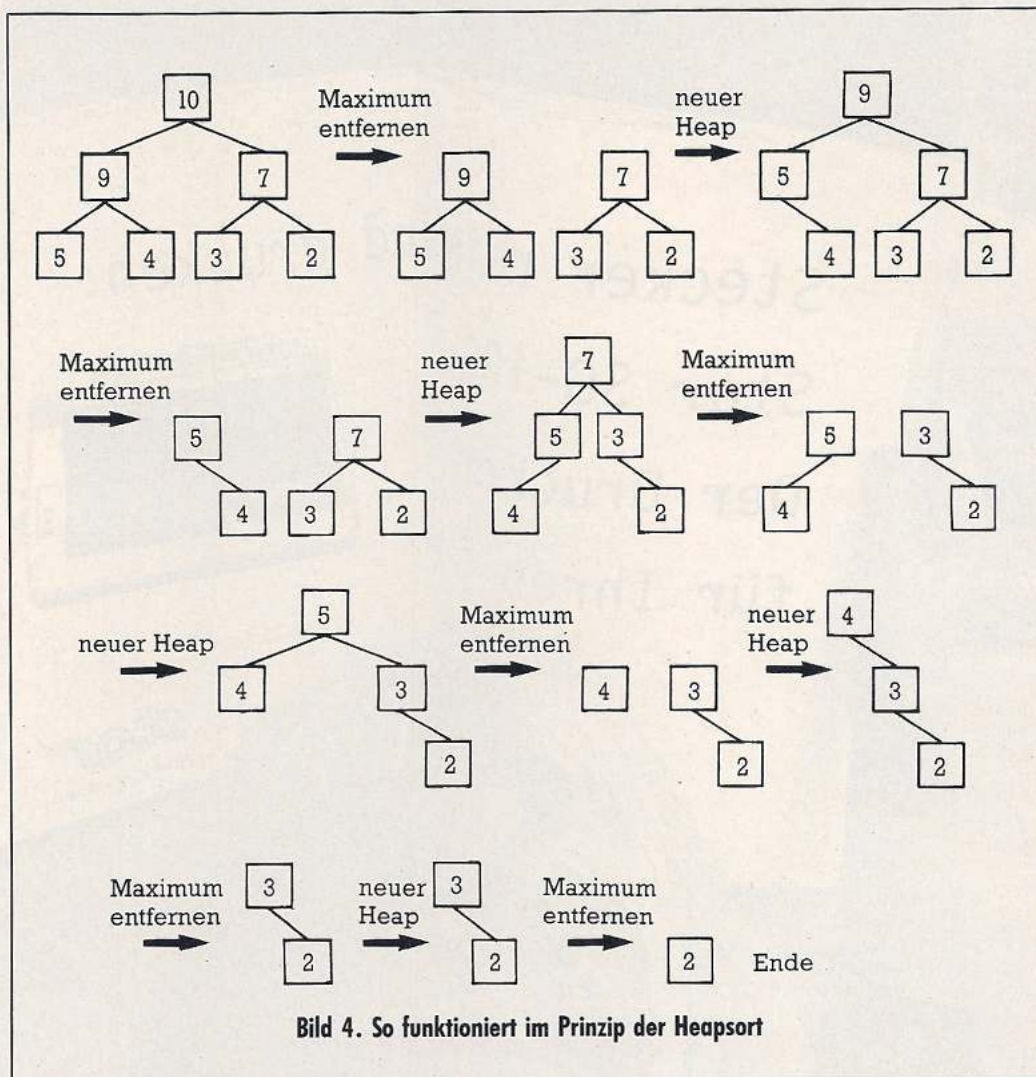 10
Maximum
entfernen
neuer
Heap
9
9 7
9 7
5 7
5 4 3 2
5 4 3 2
4 3 2
Maximum
entfernen
neuer
Heap
7
Maximum
entfernen
5 7
5 3
5 3
4 3 2
4 2
4 2
neuer Heap
5
Maximum
entfernen
neuer
Heap
4
4 3
4 3
3
2
2
2
Maximum
entfernen
3
neuer
Heap
3
Maximum
entfernen
2
2
2 Ende
Bild 4. So funktioniert im Prinzip der Heapsort